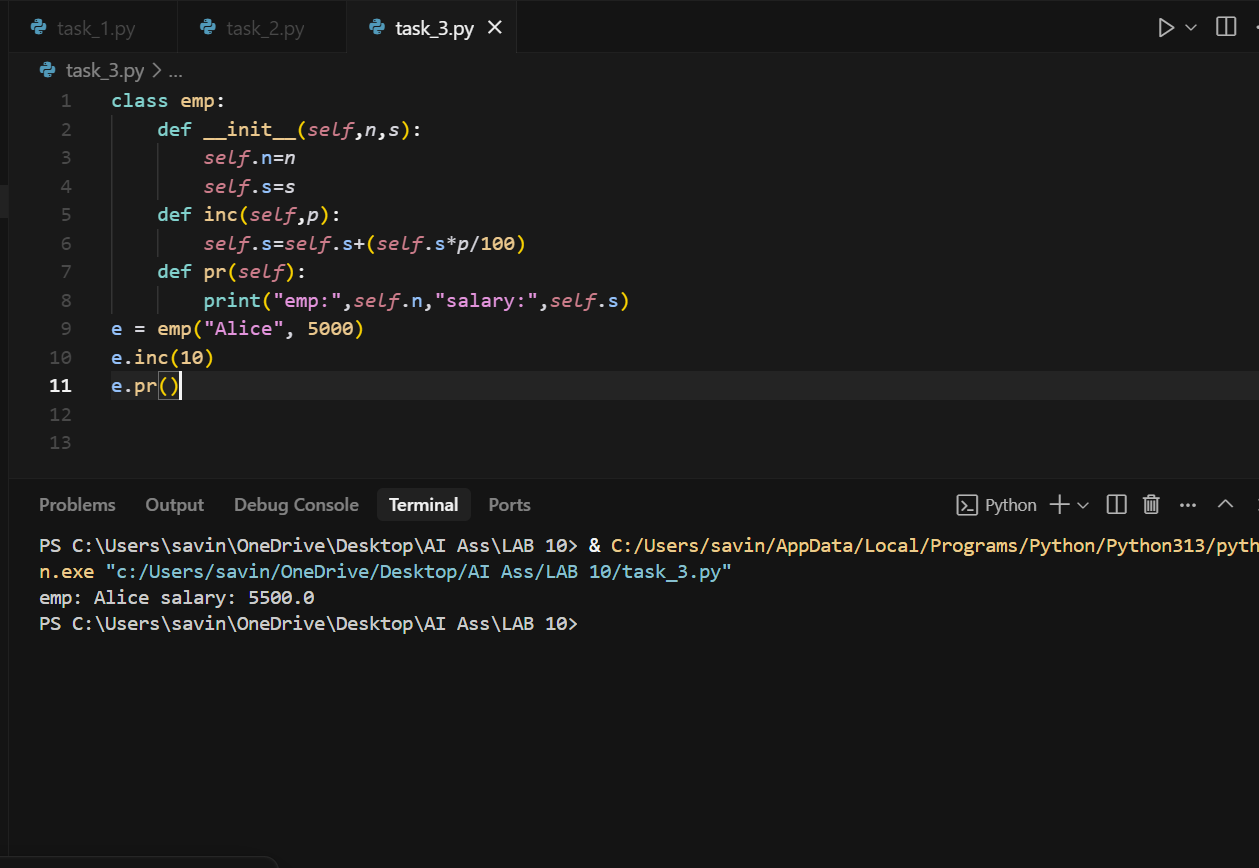 task_1.py task_2.py task_3.py
task_3.py > ...
1 class emp:
2     def __init__(self,n,s):
3         self.n=n
4         self.s=s
5     def inc(self,p):
6         self.s=self.s+(self.s*p/100)
7     def pr(self):
8         print("emp:",self.n,"salary:",self.s)
9 e = emp("Alice", 5000)
10 e.inc(10)
11 e.pr()
12
13
Problems Output Debug Console Terminal Ports Python
PS C:\Users\savin\OneDrive\Desktop\AI Ass\LAB 10> & C:/Users/savin/AppData/Local/Programs/Python/Python313/pyth
n.exe "c:/Users/savin/OneDrive/Desktop/AI Ass/LAB 10/task_3.py"
emp: Alice salary: 5500.0
PS C:\Users\savin\OneDrive\Desktop\AI Ass\LAB 10>